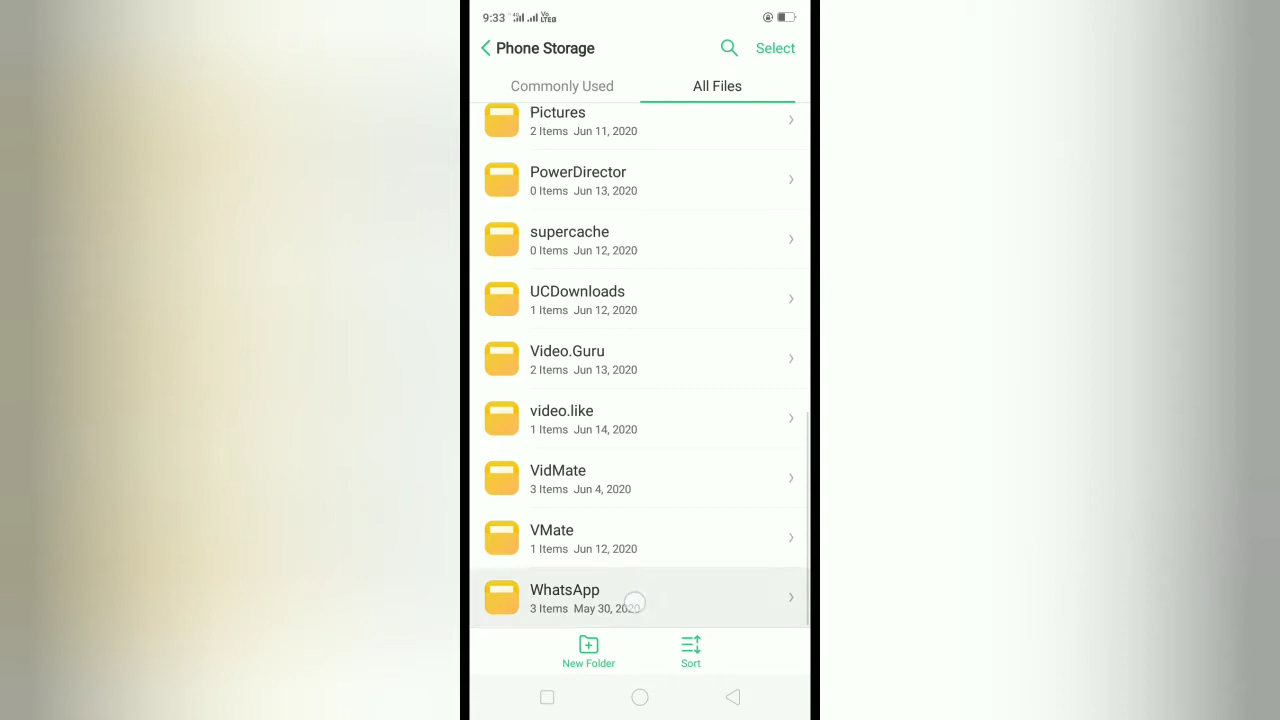 9:33 4G Vo LTE
Phone Storage
Select
Commonly Used
All Files
Pictures
2 Items Jun 11, 2020
PowerDirector
0 Items Jun 13, 2020
supercache
0 Items Jun 12, 2020
UCDownloads
1 Items Jun 12, 2020
Video.Guru
2 Items Jun 13, 2020
video.like
1 Items Jun 14, 2020
VidMate
3 Items Jun 4, 2020
VMate
1 Items Jun 12, 2020
WhatsApp
3 Items May 30, 2020
New Folder
Sort